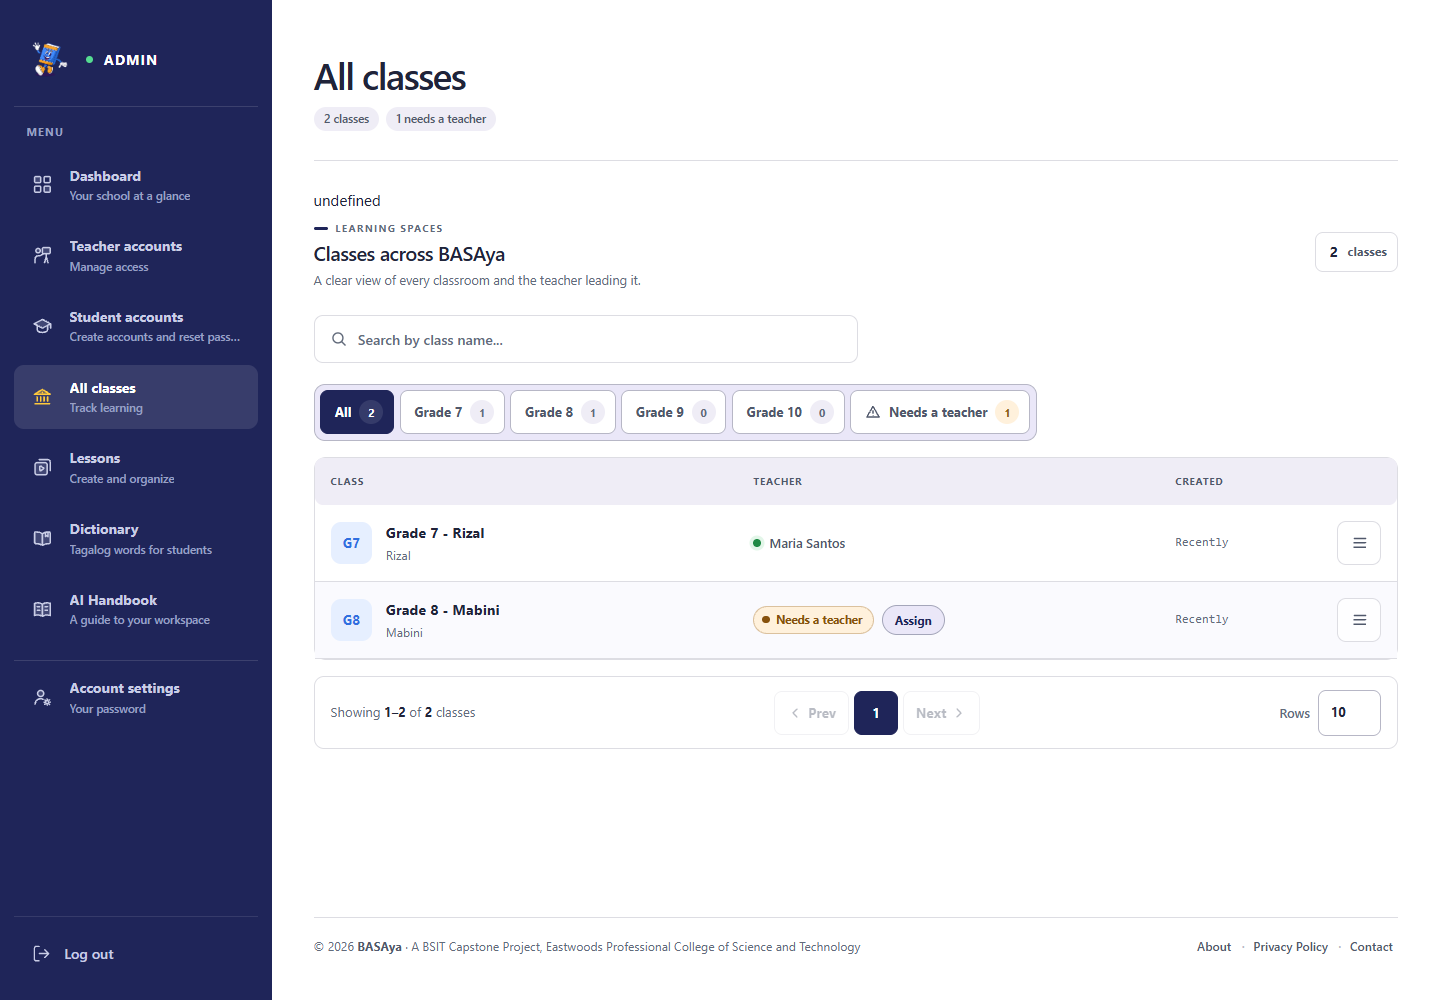 ADMIN
MENU
Dashboard
Your school at a glance
Teacher accounts
Manage access
Student accounts
Create accounts and reset pass...
All classes
Track learning
Lessons
Create and organize
Dictionary
Tagalog words for students
AI Handbook
A guide to your workspace
Account settings
Your password
Log out
All classes
2 classes 1 needs a teacher
undefined
LEARNING SPACES
Classes across BASAya
A clear view of every classroom and the teacher leading it.
2 classes
Search by class name...
All 2 Grade 7 1 Grade 8 1 Grade 9 0 Grade 10 0 Needs a teacher 1
CLASS TEACHER CREATED
G7 Grade 7 - Rizal Maria Santos Recently
Rizal
G8 Grade 8 - Mabini Needs a teacher Assign Recently
Mabini
Showing 1–2 of 2 classes Prev 1 Next Rows 10
© 2026 BASAya · A BSIT Capstone Project, Eastwoods Professional College of Science and Technology About · Privacy Policy · Contact